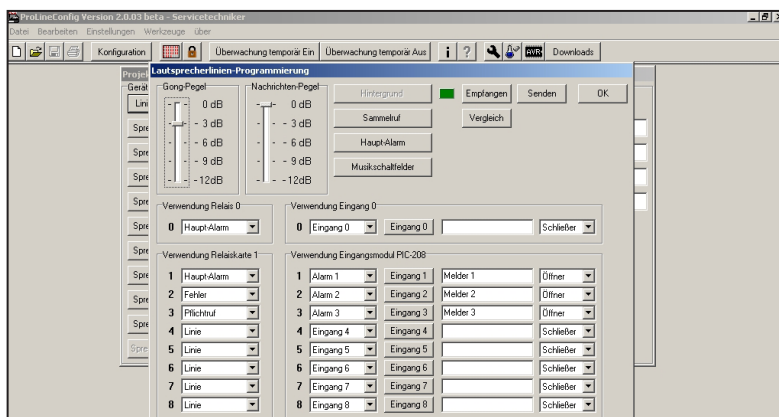 ProLineConfig Version 2.0.03 beta - Servicetechniker
Datei Bearbeiten Einstellungen Werkzeuge über
Konfiguration Überwachung temporär Ein Überwachung temporär Aus i ? AVR Downloads
Lautsprecherlinien-Programmierung
Gong-Pegel Nachrichten-Pegel
Hintergrund Empfangen Senden OK
Sammelruf Vergleich
Haupt-Alarm
Musikschaltfelder
0 dB 0 dB
- 3 dB - 3 dB
- 6 dB - 6 dB
- 9 dB - 9 dB
-12dB -12dB
Verwendung Relais 0 Verwendung Eingang 0
0 Haupt-Alarm 0 Eingang 0 Eingang 0 Schließer
Verwendung Relaiskarte 1 Verwendung Eingangsmodul PIC-208
1 Haupt-Alarm 1 Alarm 1 Eingang 1 Melder 1 Öffner
2 Fehler 2 Alarm 2 Eingang 2 Melder 2 Öffner
3 Pflichtruf 3 Alarm 3 Eingang 3 Melder 3 Öffner
4 Linie 4 Eingang 4 Eingang 4 Schließer
5 Linie 5 Eingang 5 Eingang 5 Schließer
6 Linie 6 Eingang 6 Eingang 6 Schließer
7 Linie 7 Eingang 7 Eingang 7 Schließer
8 Linie 8 Eingang 8 Eingang 8 Schließer